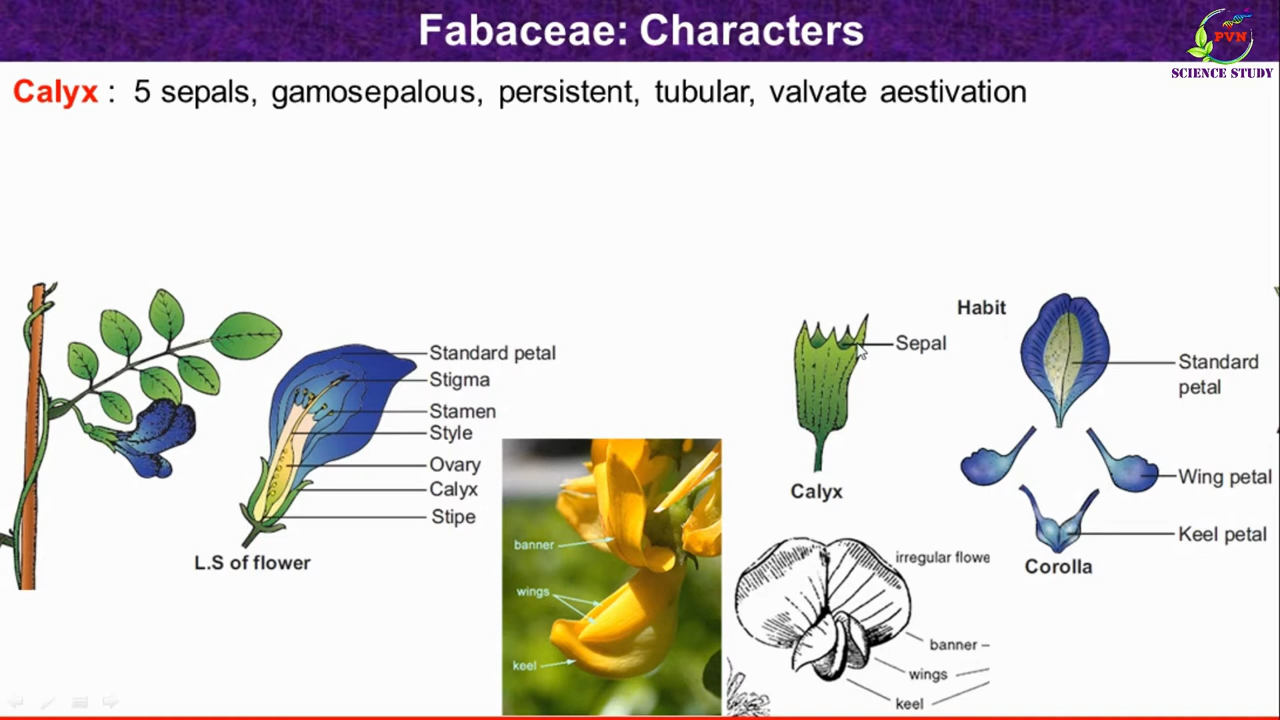 Fabaceae: Characters
PVN
SCIENCE STUDY
Calyx : 5 sepals, gamosepalous, persistent, tubular, valvate aestivation
Standard petal
Stigma
Stamen
Style
Ovary
Calyx
Stipe
L.S of flower
banner
wings
keel
Sepal
Calyx
Habit
Standard
petal
Wing petal
Keel petal
Corolla
irregular flowe
banner
wings
keel